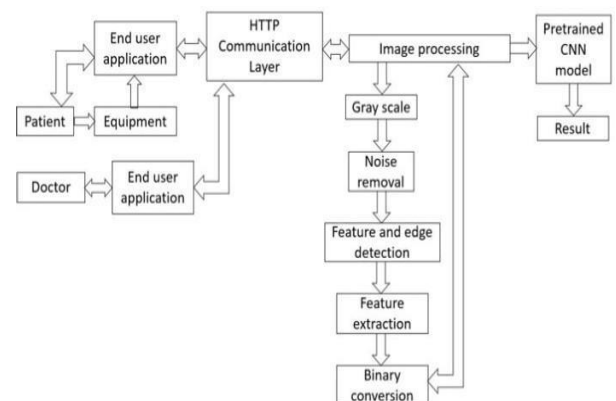 End user
application
HTTP
Communication
Layer
Image processing
Pretrained
CNN
model
Patient
Equipment
Gray scale
Result
Doctor
End user
application
Noise
removal
Feature and edge
detection
Feature
extraction
Binary
conversion